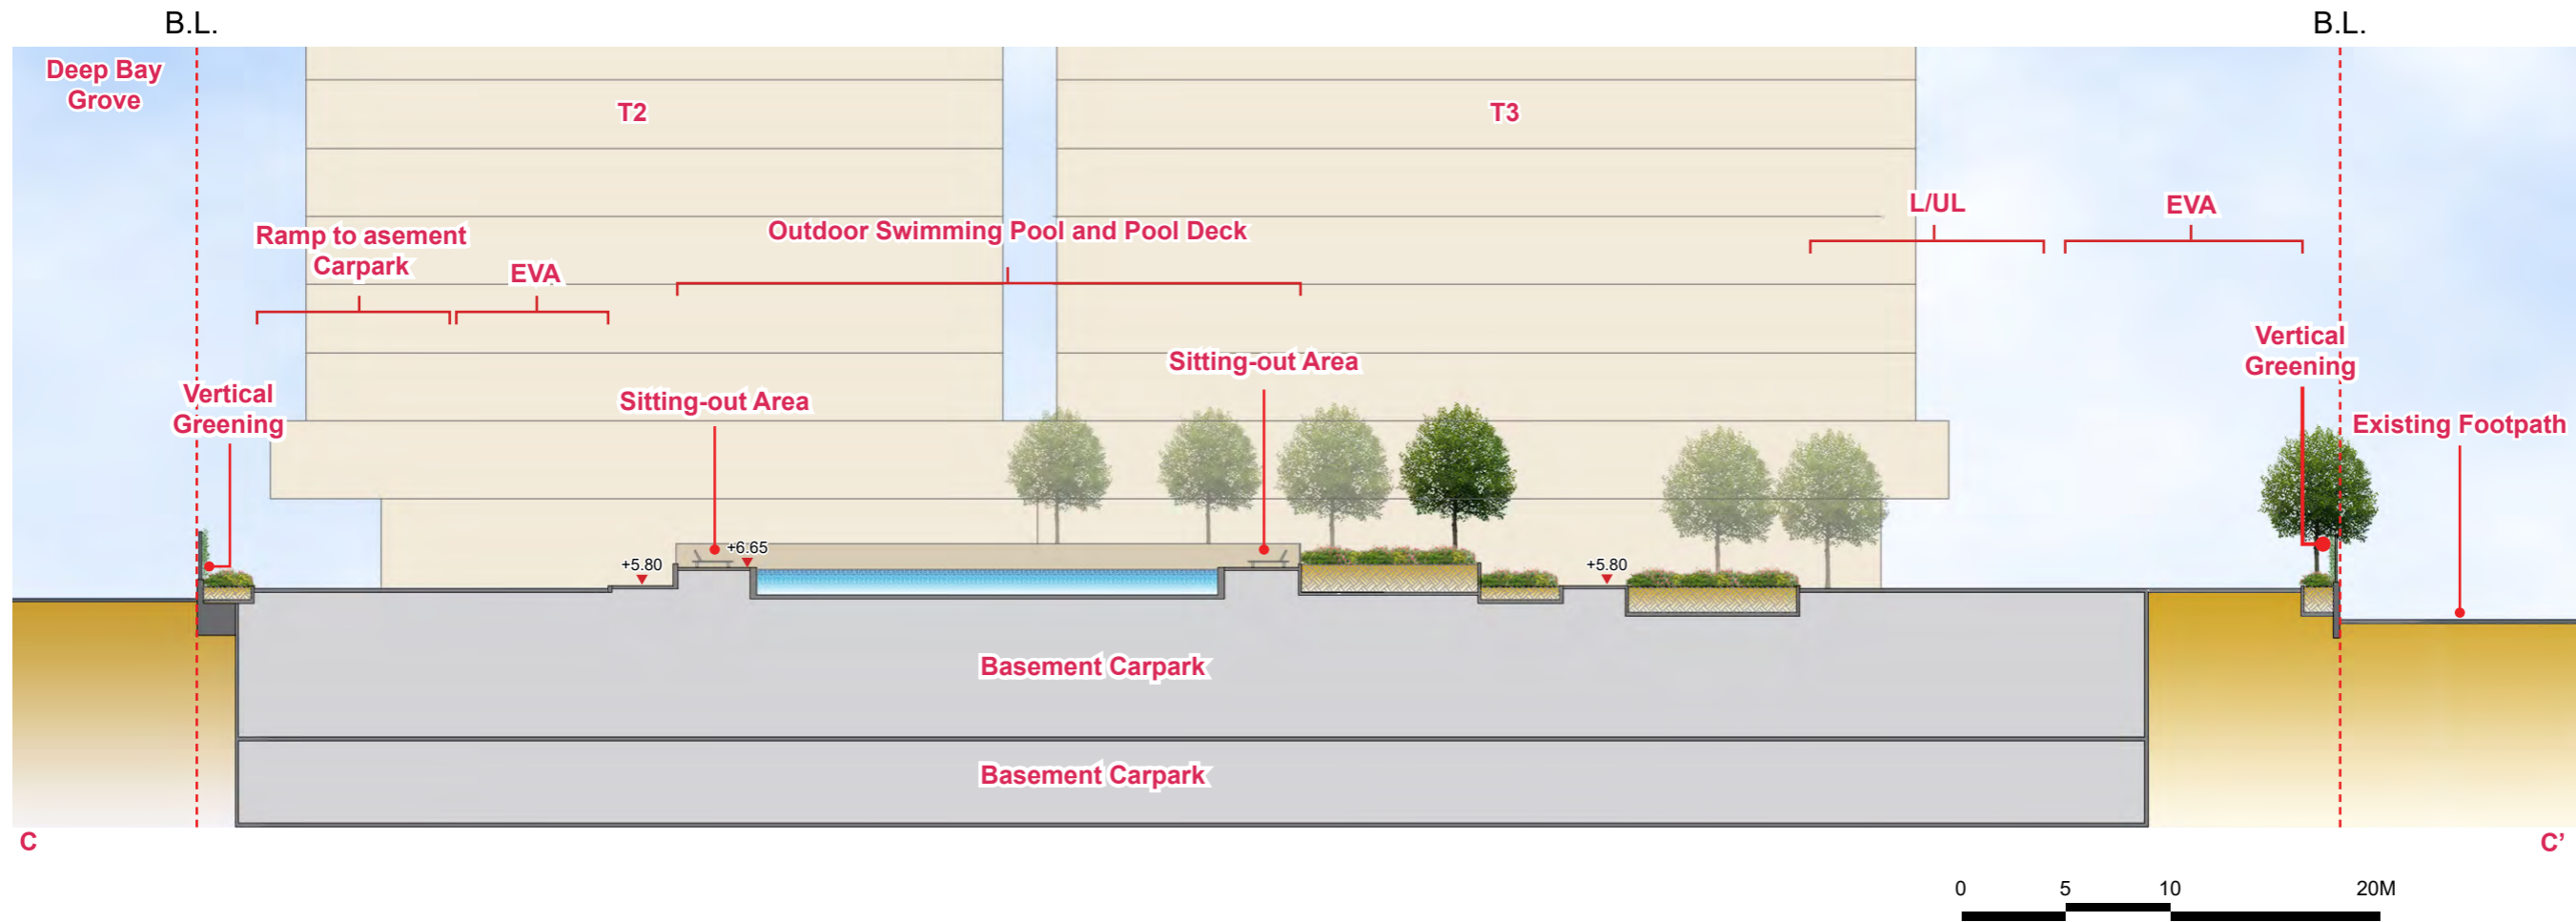 B.L.
B.L.
Deep Bay
Grove
T2
T3
L/UL
EVA
Ramp to asement
Carpark
EVA
Outdoor Swimming Pool and Pool Deck
Vertical
Greening
Sitting-out Area
Sitting-out Area
Vertical
Greening
Existing Footpath
+5.80
+6.65
+5.80
Basement Carpark
Basement Carpark
C
C’
0 5 10 20M